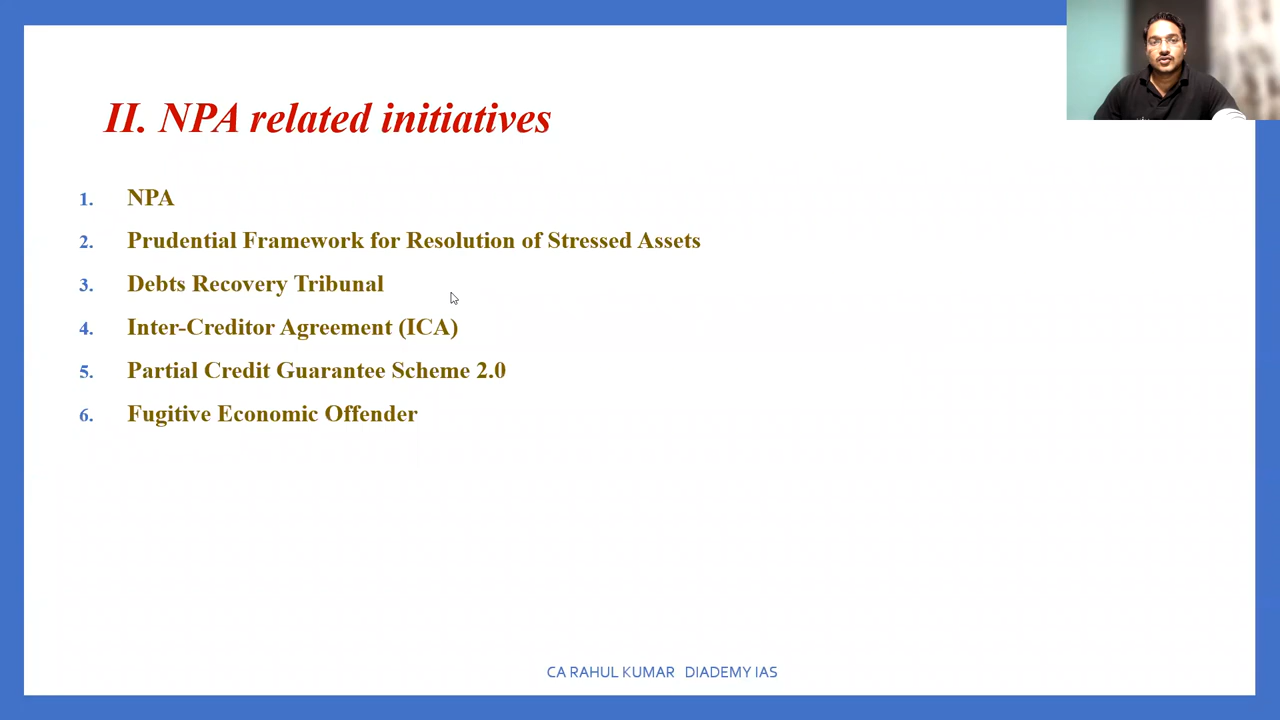 II. NPA related initiatives
1. NPA
2. Prudential Framework for Resolution of Stressed Assets
3. Debts Recovery Tribunal
4. Inter-Creditor Agreement (ICA)
5. Partial Credit Guarantee Scheme 2.0
6. Fugitive Economic Offender
CA RAHUL KUMAR DIADEMY IAS